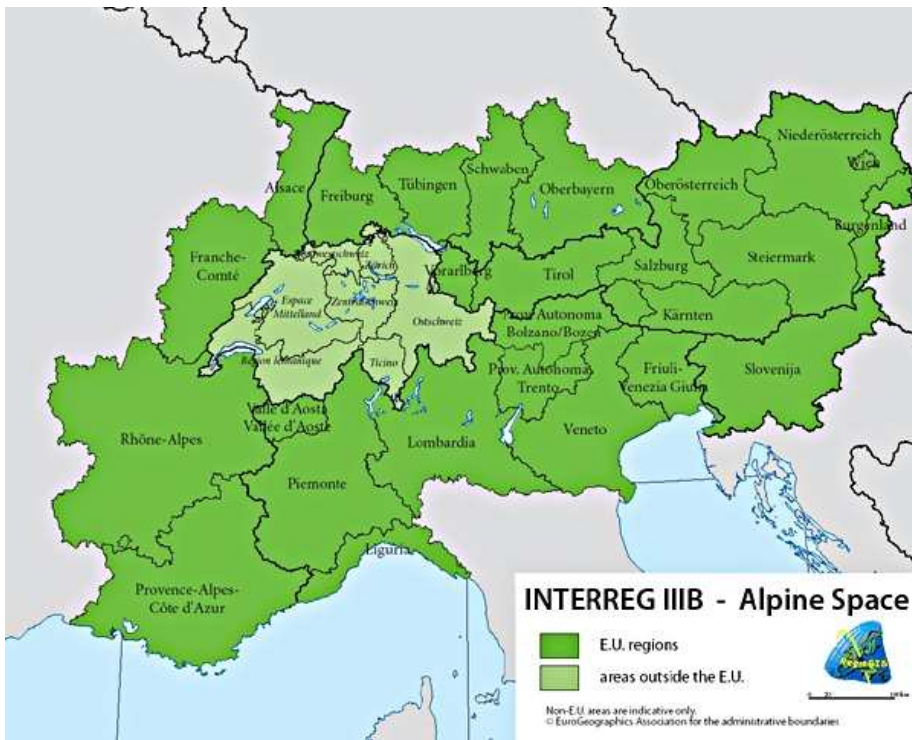 Niederösterreich
Wien
Alsace
Freiburg
Tübingen
Schwaben
Oberbayern
Oberösterreich
Burgenland
Franche-
Comté
Zürich
Vorarlberg
Tirol
Salzburg
Steiermark
Espace
Mittelland
Zentralschweiz
Ostschweiz
Prov. Autonoma
Bolzano/Bozen
Kärnten
Région lémanique
Ticino
Prov. Autonoma
Trento
Friuli-
Venezia Giulia
Slovenija
Valle d'Aosta
Vallée d'Aoste
Rhône-Alpes
Lombardia
Veneto
Piemonte
Liguria
Provence-Alpes-
Côte d'Azur
INTERREG IIIB - Alpine Space
E.U. regions
areas outside the E.U.
Non-E.U. areas are indicative only.
© EuroGeographics Association for the administrative boundaries